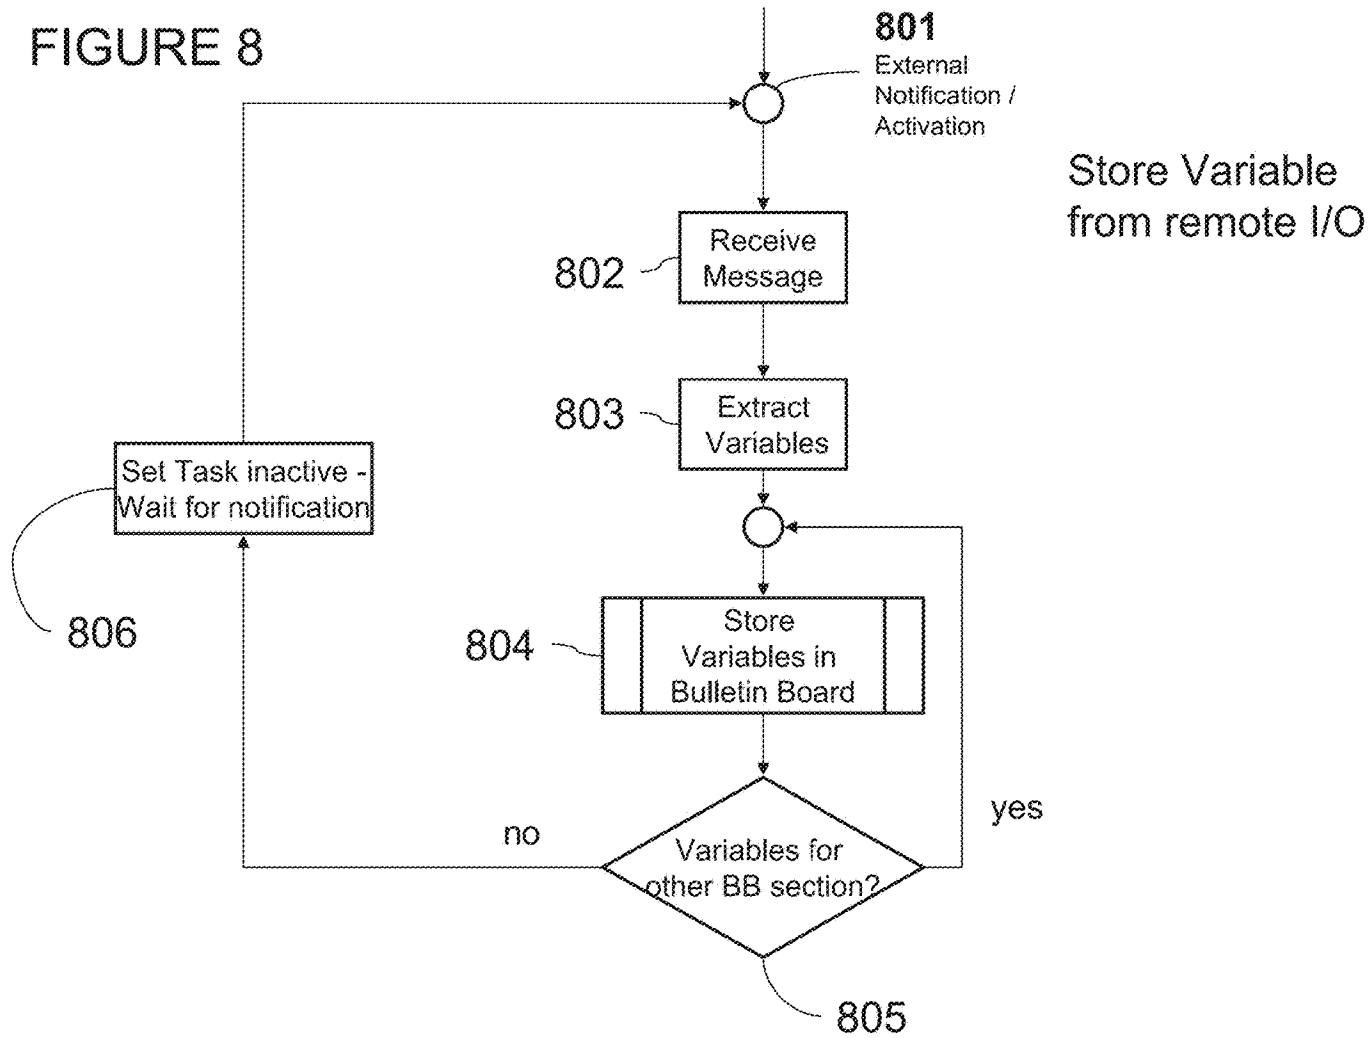 FIGURE 8
801
External
Notification /
Activation
Store Variable
from remote I/O
802
Receive
Message
803
Extract
Variables
Set Task inactive -
Wait for notification
806
804
Store
Variables in
Bulletin Board
no
yes
Variables for
other BB section?
805